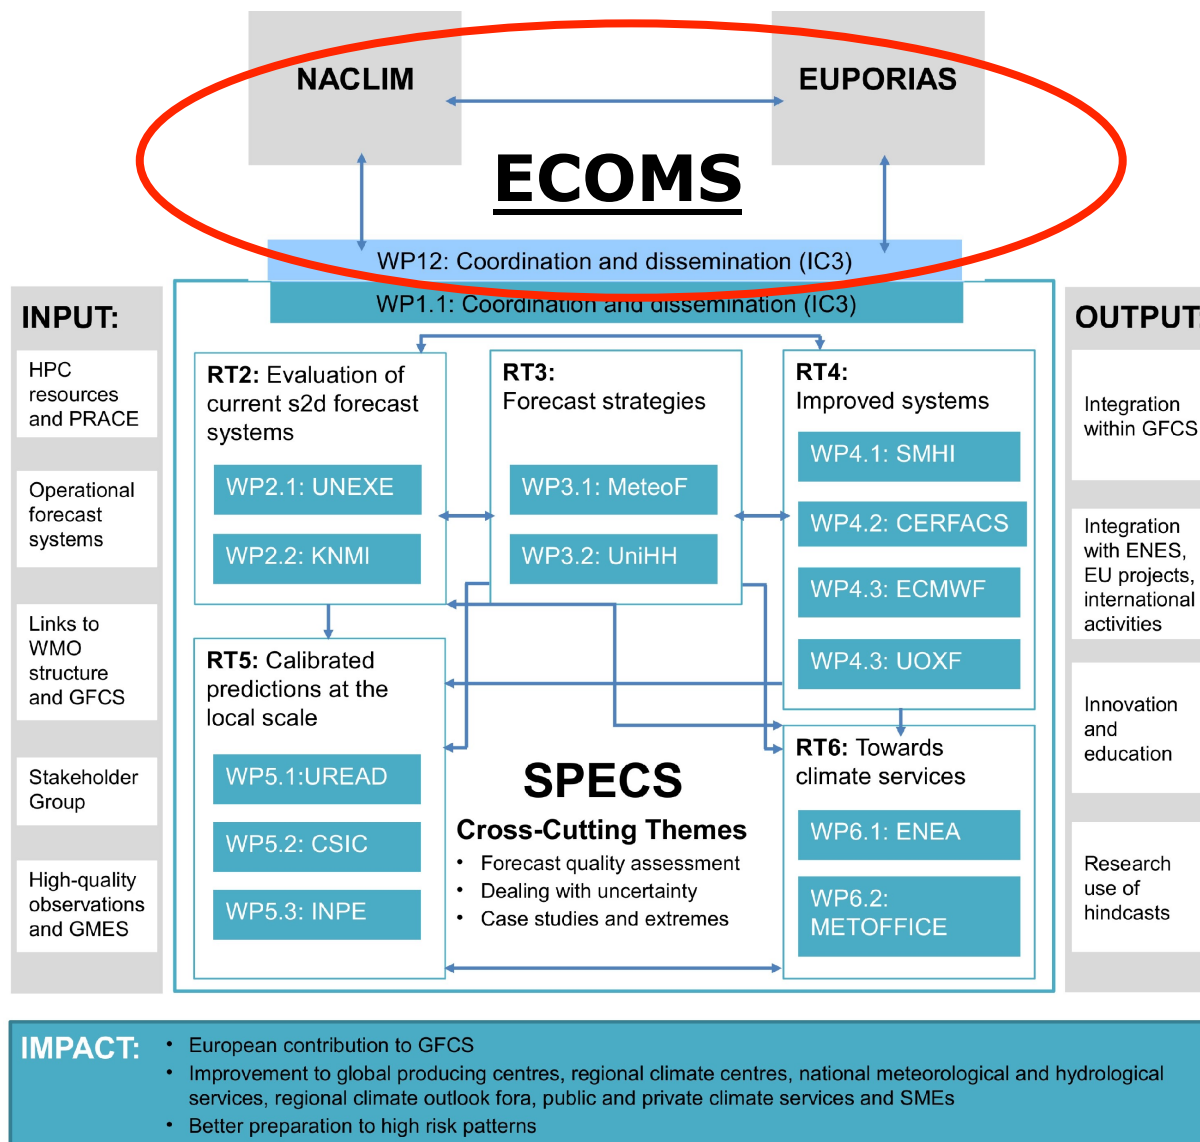 NACLIM
EUPORIAS
ECOMS
WP12: Coordination and dissemination (IC3)
WP1.1: Coordination and dissemination (IC3)
INPUT:
HPC
resources
and PRACE
Operational
forecast
systems
Links to
WMO
structure
and GFCS
Stakeholder
Group
High-quality
observations
and GMES
RT2: Evaluation of
current s2d forecast
systems
WP2.1: UNEXE
WP2.2: KNMI
RT3:
Forecast strategies
WP3.1: MeteoF
WP3.2: UniHH
RT4:
Improved systems
WP4.1: SMHI
WP4.2: CERFACS
WP4.3: ECMWF
WP4.3: UOXF
RT5: Calibrated
predictions at the
local scale
WP5.1:UREAD
WP5.2: CSIC
WP5.3: INPE
SPECS
Cross-Cutting Themes
• Forecast quality assessment
• Dealing with uncertainty
• Case studies and extremes
RT6: Towards
climate services
WP6.1: ENEA
WP6.2:
METOFFICE
OUTPUT:
Integration
within GFCS
Integration
with ENES,
EU projects,
international
activities
Innovation
and
education
Research
use of
hindcasts
IMPACT:
• European contribution to GFCS
• Improvement to global producing centres, regional climate centres, national meteorological and hydrological
services, regional climate outlook fora, public and private climate services and SMEs
• Better preparation to high risk patterns